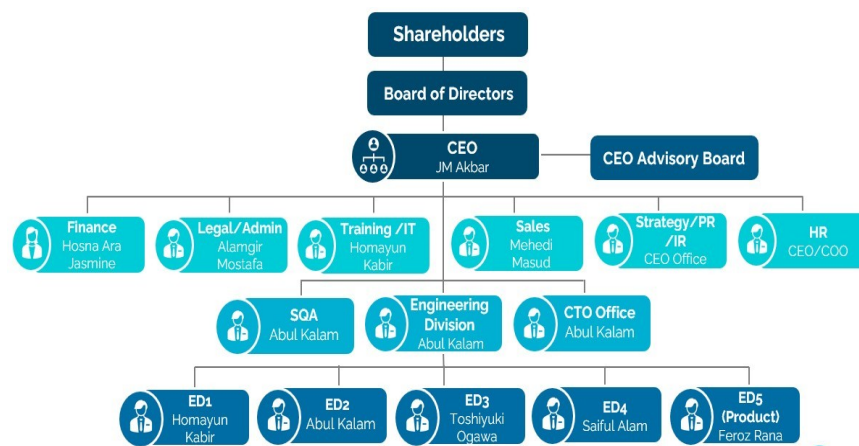 Shareholders
Board of Directors
CEO
JM Akbar
CEO Advisory Board
Finance
Hosna Ara
Jasmine
Legal/Admin
Alamgir
Mostafa
Training /IT
Homayun
Kabir
Sales
Mehedi
Masud
Strategy/PR
/IR
CEO Office
HR
CEO/COO
SQA
Abul Kalam
Engineering
Division
Abul Kalam
CTO Office
Abul Kalam
ED1
Homayun
Kabir
ED2
Abul Kalam
ED3
Toshiyuki
Ogawa
ED4
Saiful Alam
ED5
(Product)
Feroz Rana